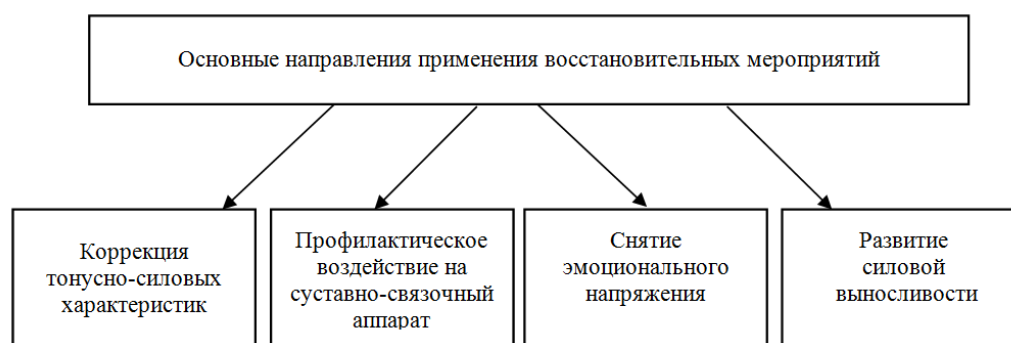 Основные направления применения восстановительных мероприятий
Коррекция
тонусно-силовых
характеристик
Профилактическое
воздействие на
суставно-связочный
аппарат
Снятие
эмоционального
напряжения
Развитие
силовой
выносливости